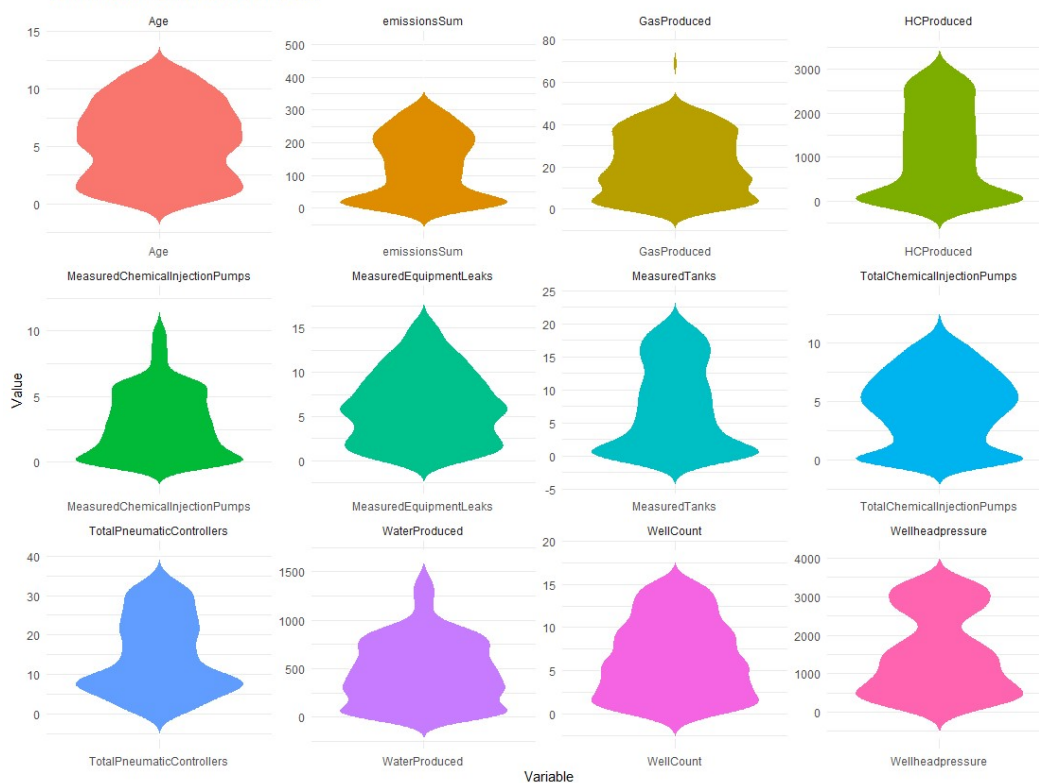 Age emissionsSum GasProduced HCProduced
15 500 80
400 60 3000
10 300 40 2000
5 200 20 1000
100
0 0 0 0
Age emissionsSum GasProduced HCProduced
MeasuredChemicalInjectionPumps MeasuredEquipmentLeaks MeasuredTanks TotalChemicalInjectionPumps
25
10 15 20 10
15
Value
5 10 10 5
5 5
0 0 0 0
-5
MeasuredChemicalInjectionPumps MeasuredEquipmentLeaks MeasuredTanks TotalChemicalInjectionPumps
TotalPneumaticControllers WaterProduced WellCount Wellheadpressure
40 1500 20 4000
30 15 3000
20 1000 10 2000
10 500 5 1000
0 0 0 0
TotalPneumaticControllers WaterProduced WellCount Wellheadpressure
Variable